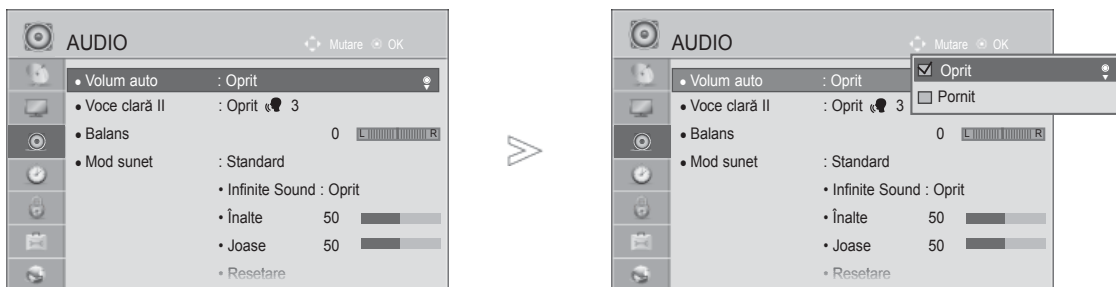 AUDIO
Mutare OK
• Volum auto : Oprit
• Voce clară II : Oprit 3
• Balans 0 L R
• Mod sunet : Standard
• Infinite Sound : Oprit
• Înalte 50
• Joase 50
• Resetare
AUDIO
Mutare OK
• Volum auto : Oprit
Oprit
Pornit
• Voce clară II : Oprit 3
• Balans 0 L R
• Mod sunet : Standard
• Infinite Sound : Oprit
• Înalte 50
• Joase 50
• Resetare